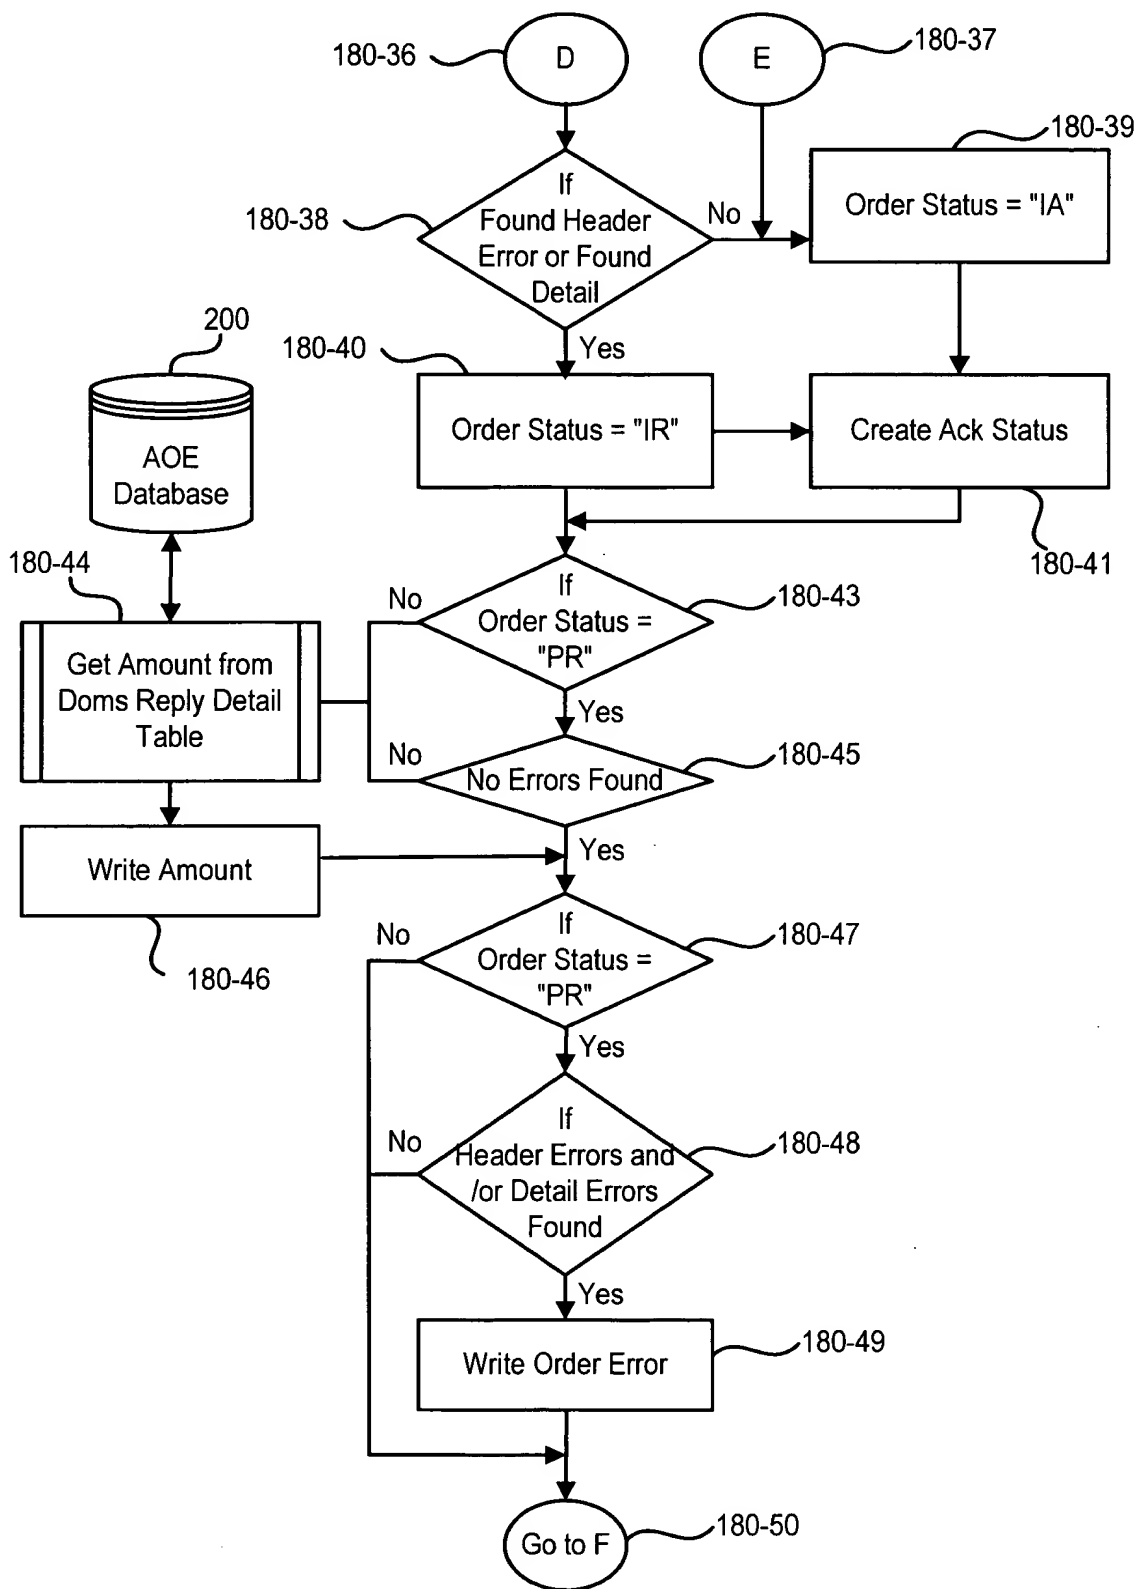 180-36
D
E
180-37
180-39
If
Found Header
Error or Found
Detail
180-38
No
Order Status = "IA"
200
180-40
Yes
AOE
Database
Order Status = "IR"
Create Ack Status
180-41
180-44
No
If
Order Status =
"PR"
180-43
Get Amount from
Doms Reply Detail
Table
Yes
No
No Errors Found
180-45
Write Amount
Yes
180-46
No
If
Order Status =
"PR"
180-47
Yes
No
If
Header Errors and
/or Detail Errors
Found
180-48
Yes
Write Order Error
180-49
Go to F
180-50